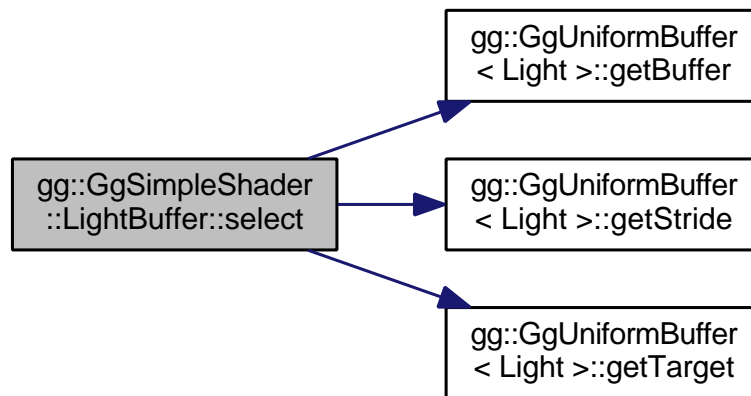 gg::GgUniformBuffer
< Light >::getBuffer
gg::GgSimpleShader
::LightBuffer::select
gg::GgUniformBuffer
< Light >::getStride
gg::GgUniformBuffer
< Light >::getTarget